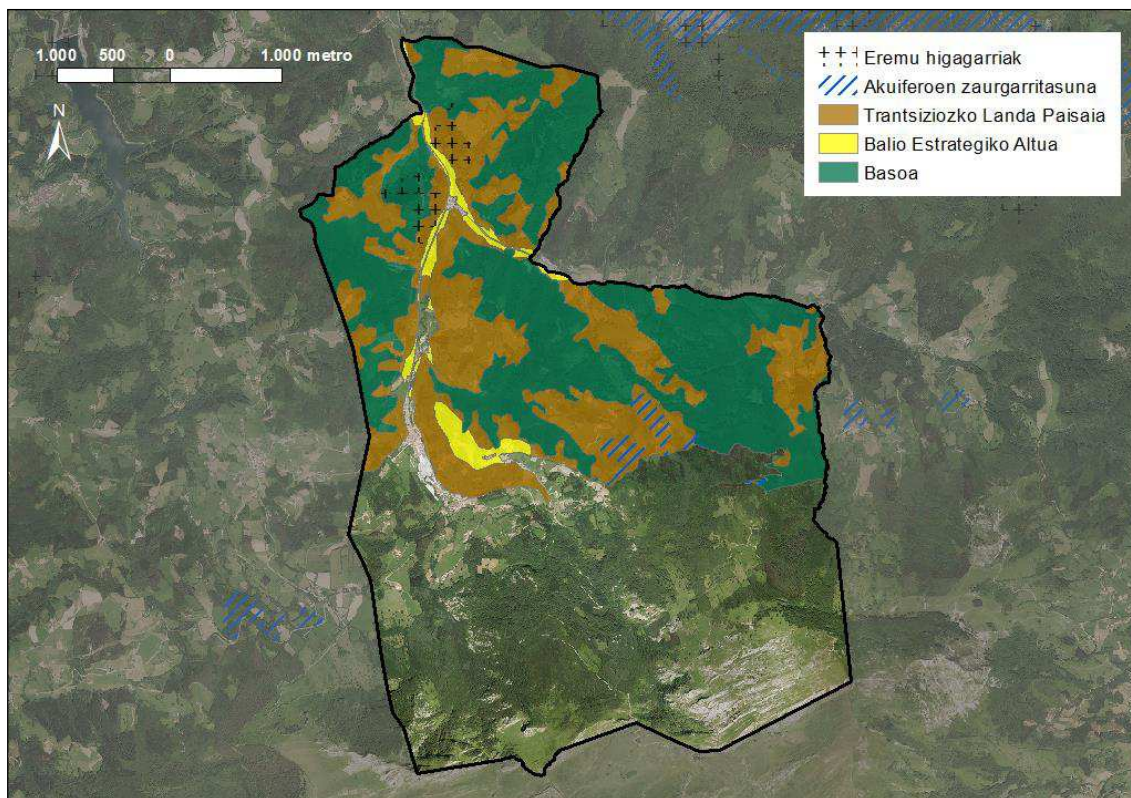 1.000 500 0 1.000 metro
N
Eremu higagarriak
Akuiferoen zaurgarritasuna
Trantsiziozko Landa Paisaia
Balio Estrategiko Altua
Basoa